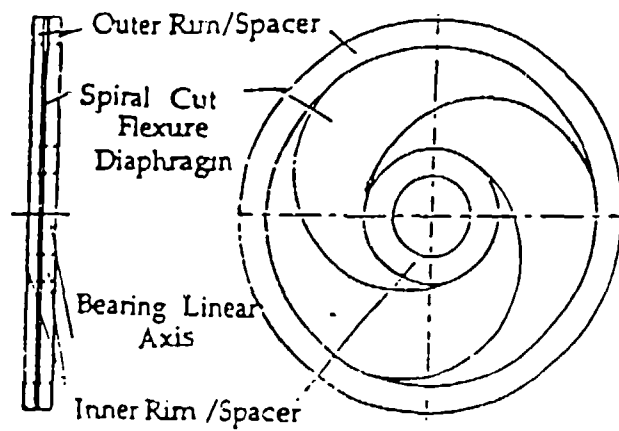 Outer Rim/Spacer
Spiral Cut
Flexure
Diaphragm
Bearing Linear
Axis
Inner Rim /Spacer